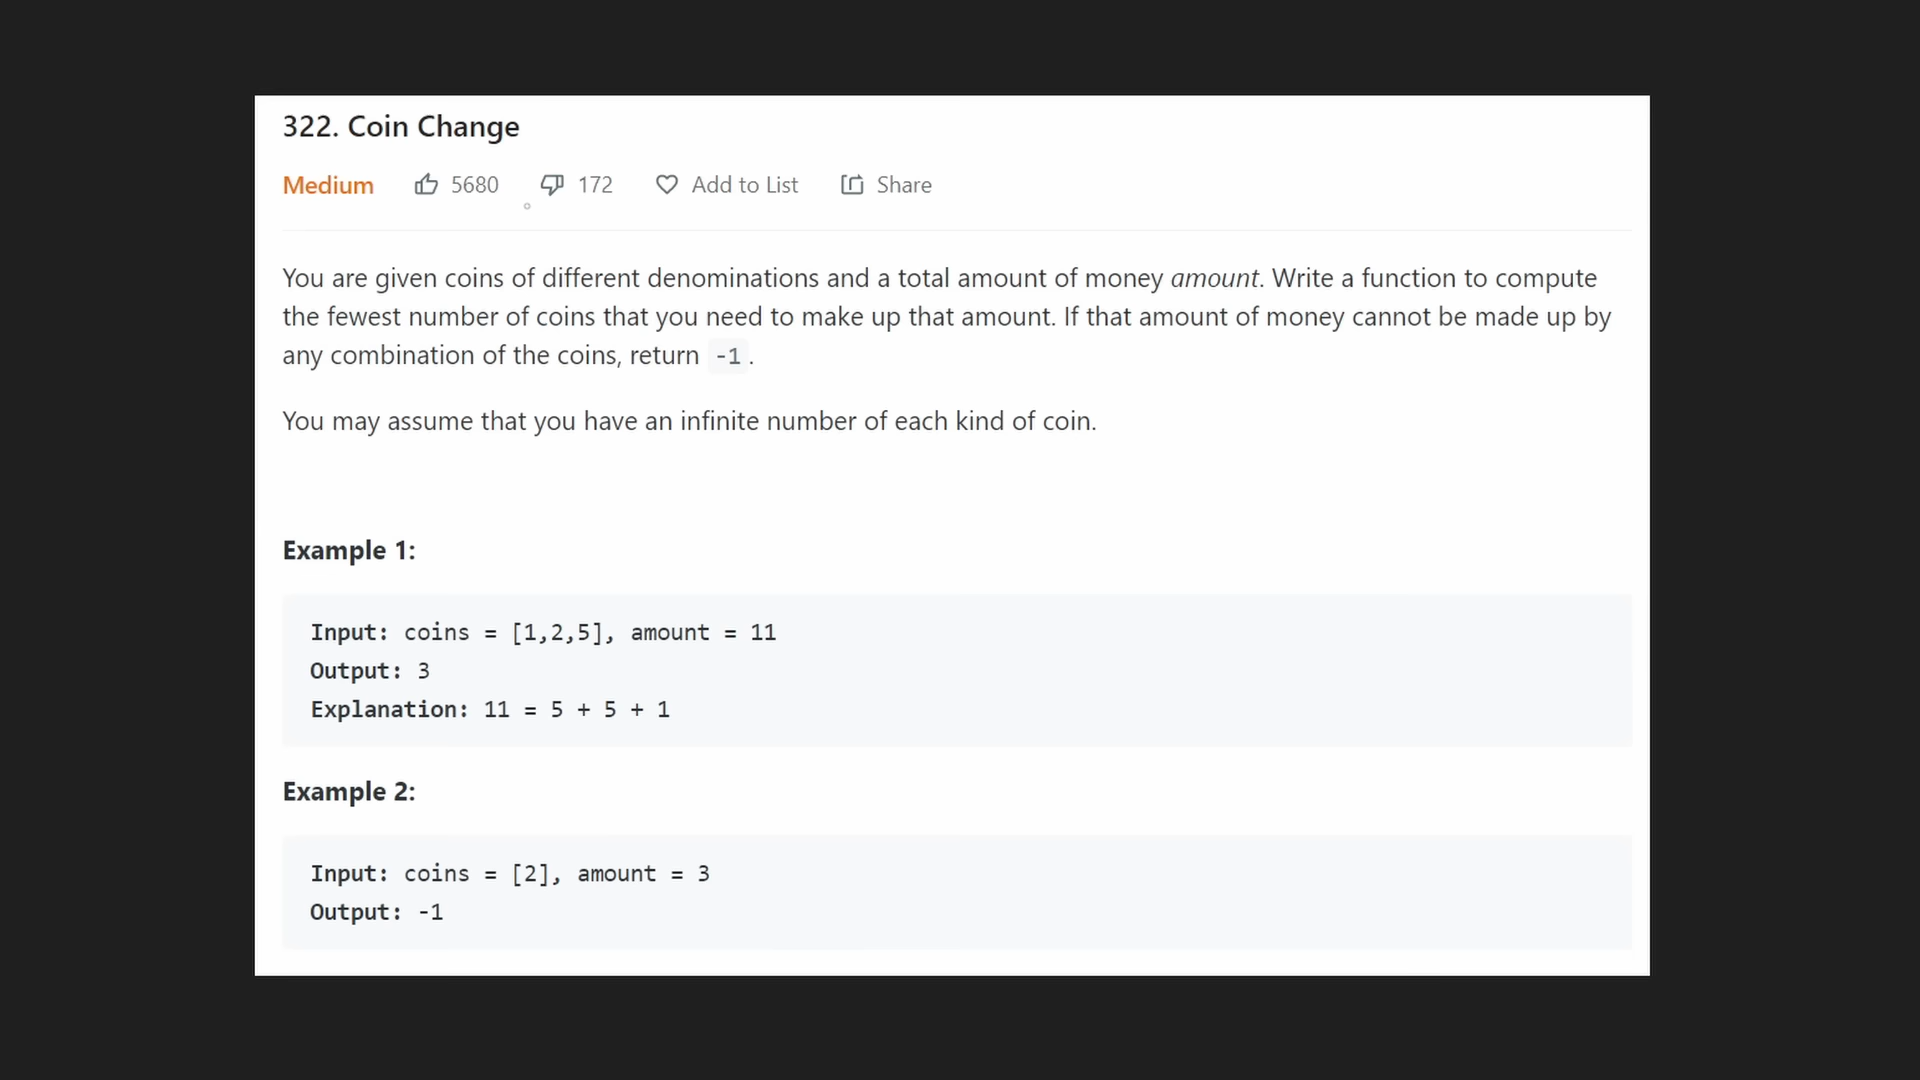 322. Coin Change
Medium 5680 172 Add to List Share
You are given coins of different denominations and a total amount of money amount. Write a function to compute
the fewest number of coins that you need to make up that amount. If that amount of money cannot be made up by
any combination of the coins, return -1.
You may assume that you have an infinite number of each kind of coin.
Example 1:
Input: coins = [1,2,5], amount = 11
Output: 3
Explanation: 11 = 5 + 5 + 1
Example 2:
Input: coins = [2], amount = 3
Output: -1